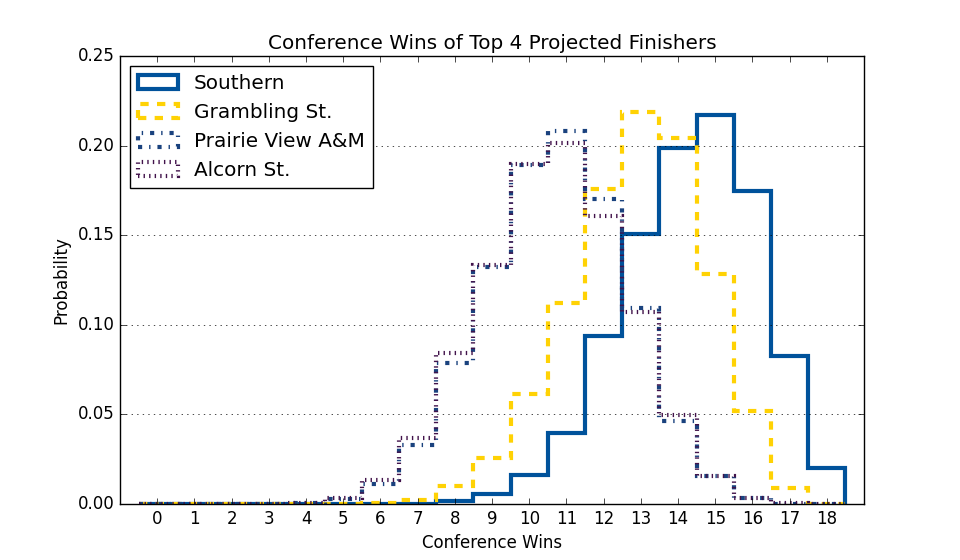 Conference Wins of Top 4 Projected Finishers
0.25
0.20
0.15
0.10
0.05
0.00
Probability
Southern
Grambling St.
Prairie View A&M
Alcorn St.
0 1 2 3 4 5 6 7 8 9 10 11 12 13 14 15 16 17 18
Conference Wins